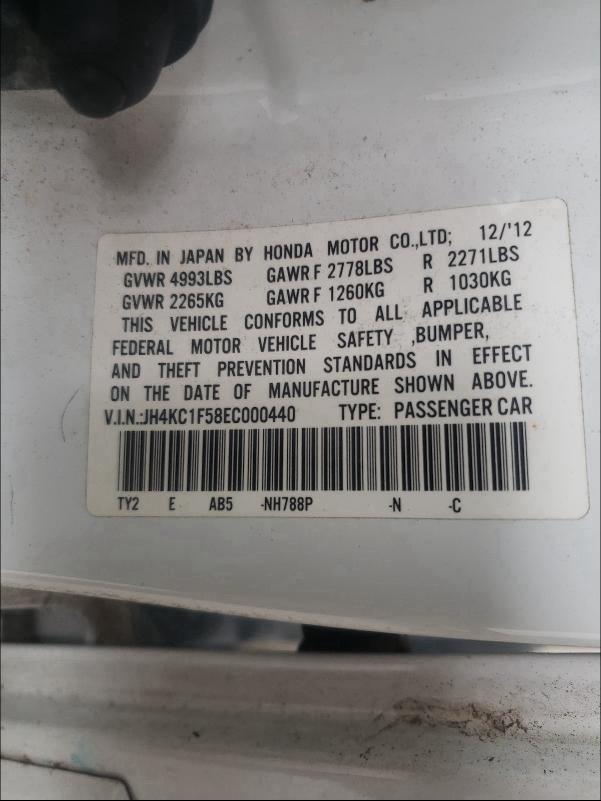 MFD. IN JAPAN BY HONDA MOTOR CO.,LTD; 12/'12
GVWR 4993LBS GAWR F 2778LBS R 2271LBS
GVWR 2265KG GAWR F 1260KG R 1030KG
THIS VEHICLE CONFORMS TO ALL APPLICABLE
FEDERAL MOTOR VEHICLE SAFETY ,BUMPER,
AND THEFT PREVENTION STANDARDS IN EFFECT
ON THE DATE OF MANUFACTURE SHOWN ABOVE.
V.I.N.:JH4KC1F58EC000440 TYPE: PASSENGER CAR
TY2 E AB5 -NH788P -N -C